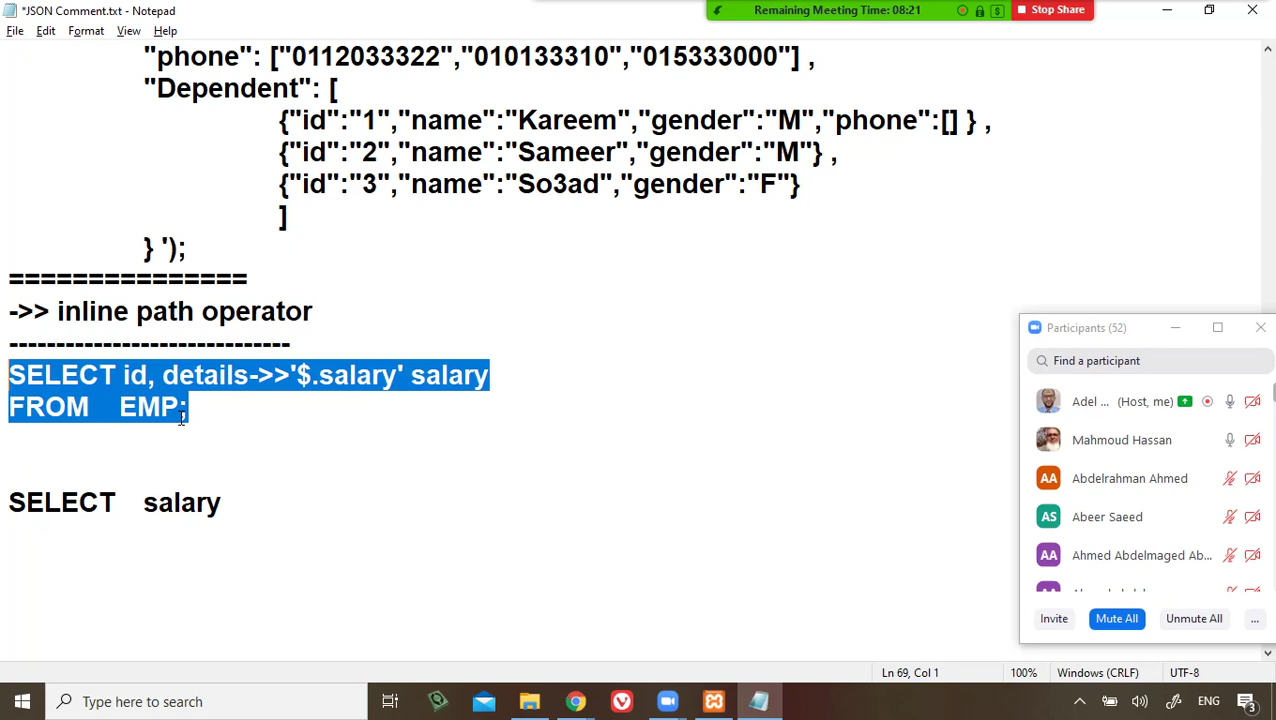 *JSON Comment.txt - Notepad
Remaining Meeting Time: 08:21
Stop Share
File Edit Format View Help
"phone": ["0112033322","010133310","015333000"] ,
"Dependent": [
{"id":"1","name":"Kareem","gender":"M","phone":[] } ,
{"id":"2","name":"Sameer","gender":"M"} ,
{"id":"3","name":"So3ad","gender":"F"}
]
} ');
===============
->> inline path operator
------------------------------
SELECT id, details->>'$.salary' salary
FROM EMP;
SELECT salary
Participants (52)
Find a participant
Adel ... (Host, me)
Mahmoud Hassan
AA Abdelrahman Ahmed
AS Abeer Saeed
AA Ahmed Abdelmaged Ab...
Invite Mute All Unmute All ...
Ln 69, Col 1 100% Windows (CRLF) UTF-8
Type here to search
ENG
3